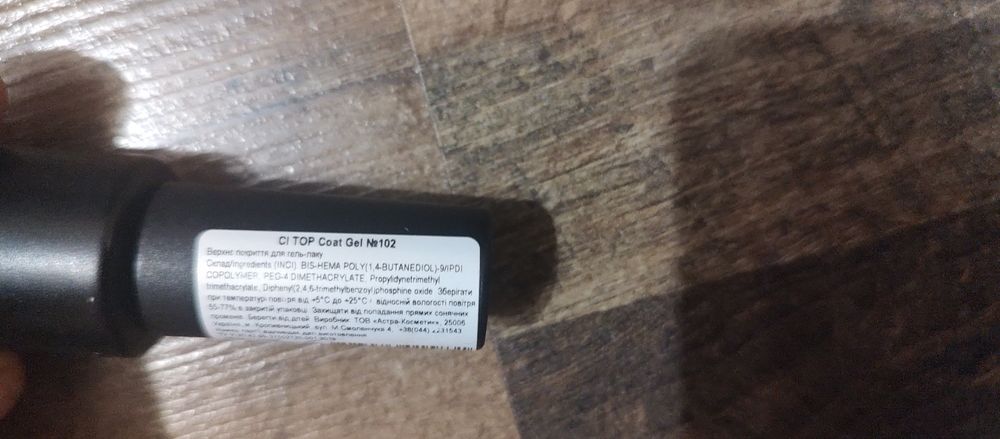 CI TOP Coat Gel №102
Верхнє покриття для гель-лаку
Склад/Ingredients (INCI): BIS-HEMA POLY(1,4-BUTANEDIOL)-9/IPDI
COPOLYMER, PEG-4 DIMETHACRYLATE, Propylidynetrimethyl
trimethacrylate, Diphenyl(2,4,6-trimethylbenzoyl)phosphine oxide. Зберігати
при температурі повітря від +5°C до +25°C і відносній вологості повітря
55-77% в закритій упаковці. Захищати від попадання прямих сонячних
променів. Берегти від дітей. Виробник: ТОВ «Астра-Косметик», 25006
Україна, м. Кропивницький, вул. М.Смоленчука 4, +38(044)